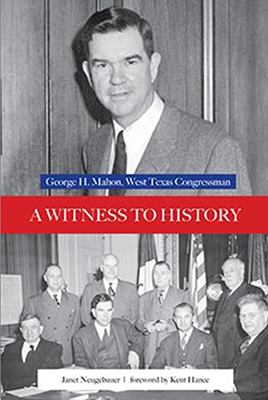 George H. Mahon, West Texas Congressman
A WITNESS TO HISTORY
Janet Neugebauer | foreword by Kent Hance